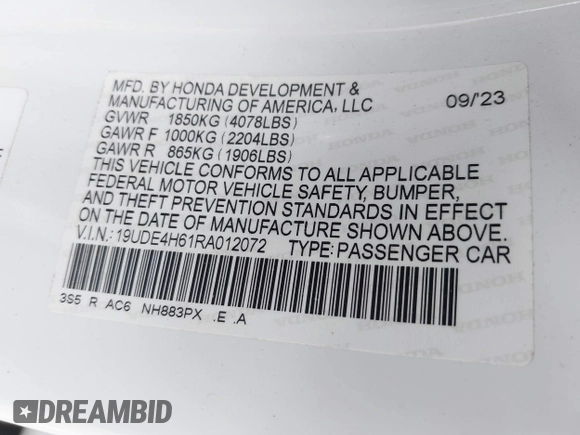 MFD. BY HONDA DEVELOPMENT &
MANUFACTURING OF AMERICA, LLC 09/'23
GVWR 1850KG (4078LBS)
GAWR F 1000KG (2204LBS)
GAWR R 865KG (1906LBS)
THIS VEHICLE CONFORMS TO ALL APPLICABLE
FEDERAL MOTOR VEHICLE SAFETY, BUMPER,
AND THEFT PREVENTION STANDARDS IN EFFECT
ON THE DATE OF MANUFACTURE SHOWN ABOVE.
V.I.N.: 19UDE4H61RA012072 TYPE: PASSENGER CAR
3S5 R AC6 NH883PX .E .A
DREAMBID